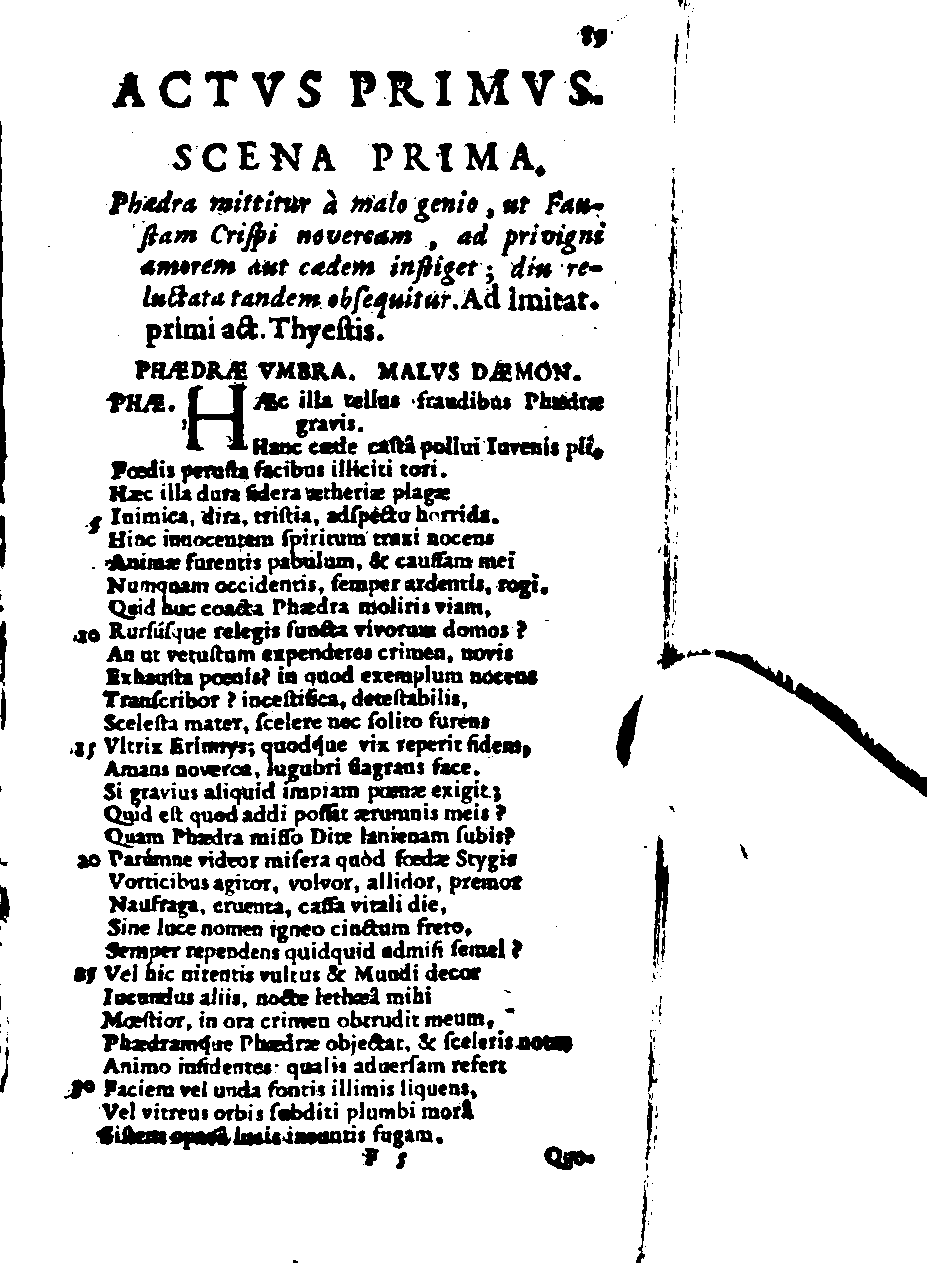 89
ACTVS PRIMVS.
SCENA PRIMA.
Phædra mittitur à malo genio, ut Fau-
ſtam Criſpi novercam, ad privigni
amorem aut cædem inſtiget; diu re-
luctata tandem obſequitur. Ad Imitat.
primi act. Thyeſtis.
PHÆDRÆ VMBRA. MALVS DÆMON.
PHÆ. HÆc illa tellus fraudibus Phædræ
gravis.
Hanc cæde caſtâ pollui Iuvenis pii,
Fœdis peruſta facibus illiciti tori.
Hæc illa dura ſidera ætheriæ plagæ
5 Inimica, dira, triſtia, adſpectu horrida.
Hinc innocentem ſpiritum traxi nocens
Animæ furentis pabulum, & cauſſam mei
Numquam occidentis, ſemper ardentis, rogi.
Quid huc coacta Phædra moliris viam,
10 Rurſúſque relegis functa vivorum domos?
An ut vetuſtum expenderes crimen, novis
Exhauſta pœnis? in quod exemplum nocens
Tranſcribor? inceſtifica, deteſtabilis,
Sceleſta mater, ſcelere nec ſolito furens
15 Vltrix Erinnys; quodque vix reperit fidem,
Amans noverca, lugubri flagrans face.
Si gravius aliquid impiam pœnæ exigit;
Quid eſt quod addi poſſit ærumnis meis?
Quam Phædra miſſo Dite lanienam ſubis?
20 Parúmne videor miſera quòd fœdæ Stygis
Vorticibus agitor, volvor, allidor, premor
Naufraga, cruenta, caſſa vitali die,
Sine luce nomen igneo cinctum freto,
Semper rependens quidquid admiſi ſemel?
25 Vel hic nitentis vultus & Mundi decor
Iucundus aliis, nocte lethæâ mihi
Mœſtior, in ora crimen obtrudit meum,
Phædramque Phædræ objectat, & ſceleris notas
Animo inſidentes: qualis aduerſam refert
30 Faciem vel unda fontis illimis liquens,
Vel vitreus orbis ſubditi plumbi morâ
fugam.
F 5 Quo.